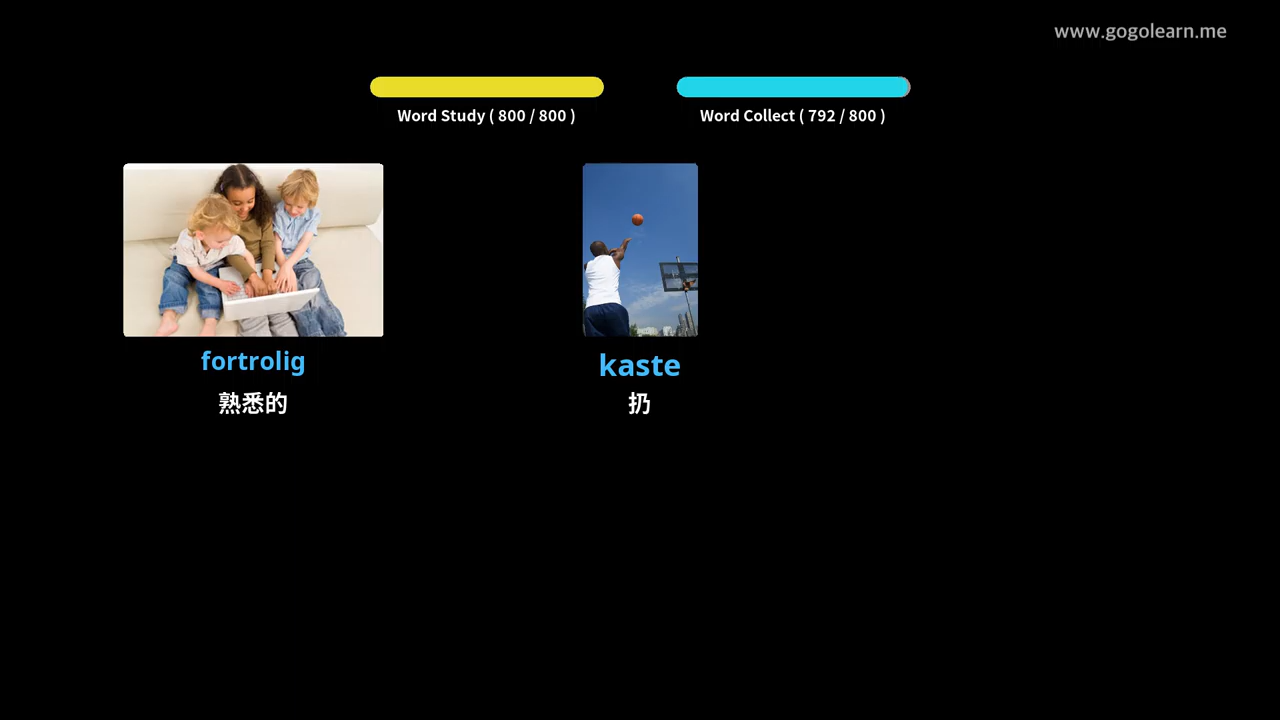 www.gogolearn.me
Word Study ( 800 / 800 )
Word Collect ( 792 / 800 )
fortrolig
kaste
熟悉的
扔